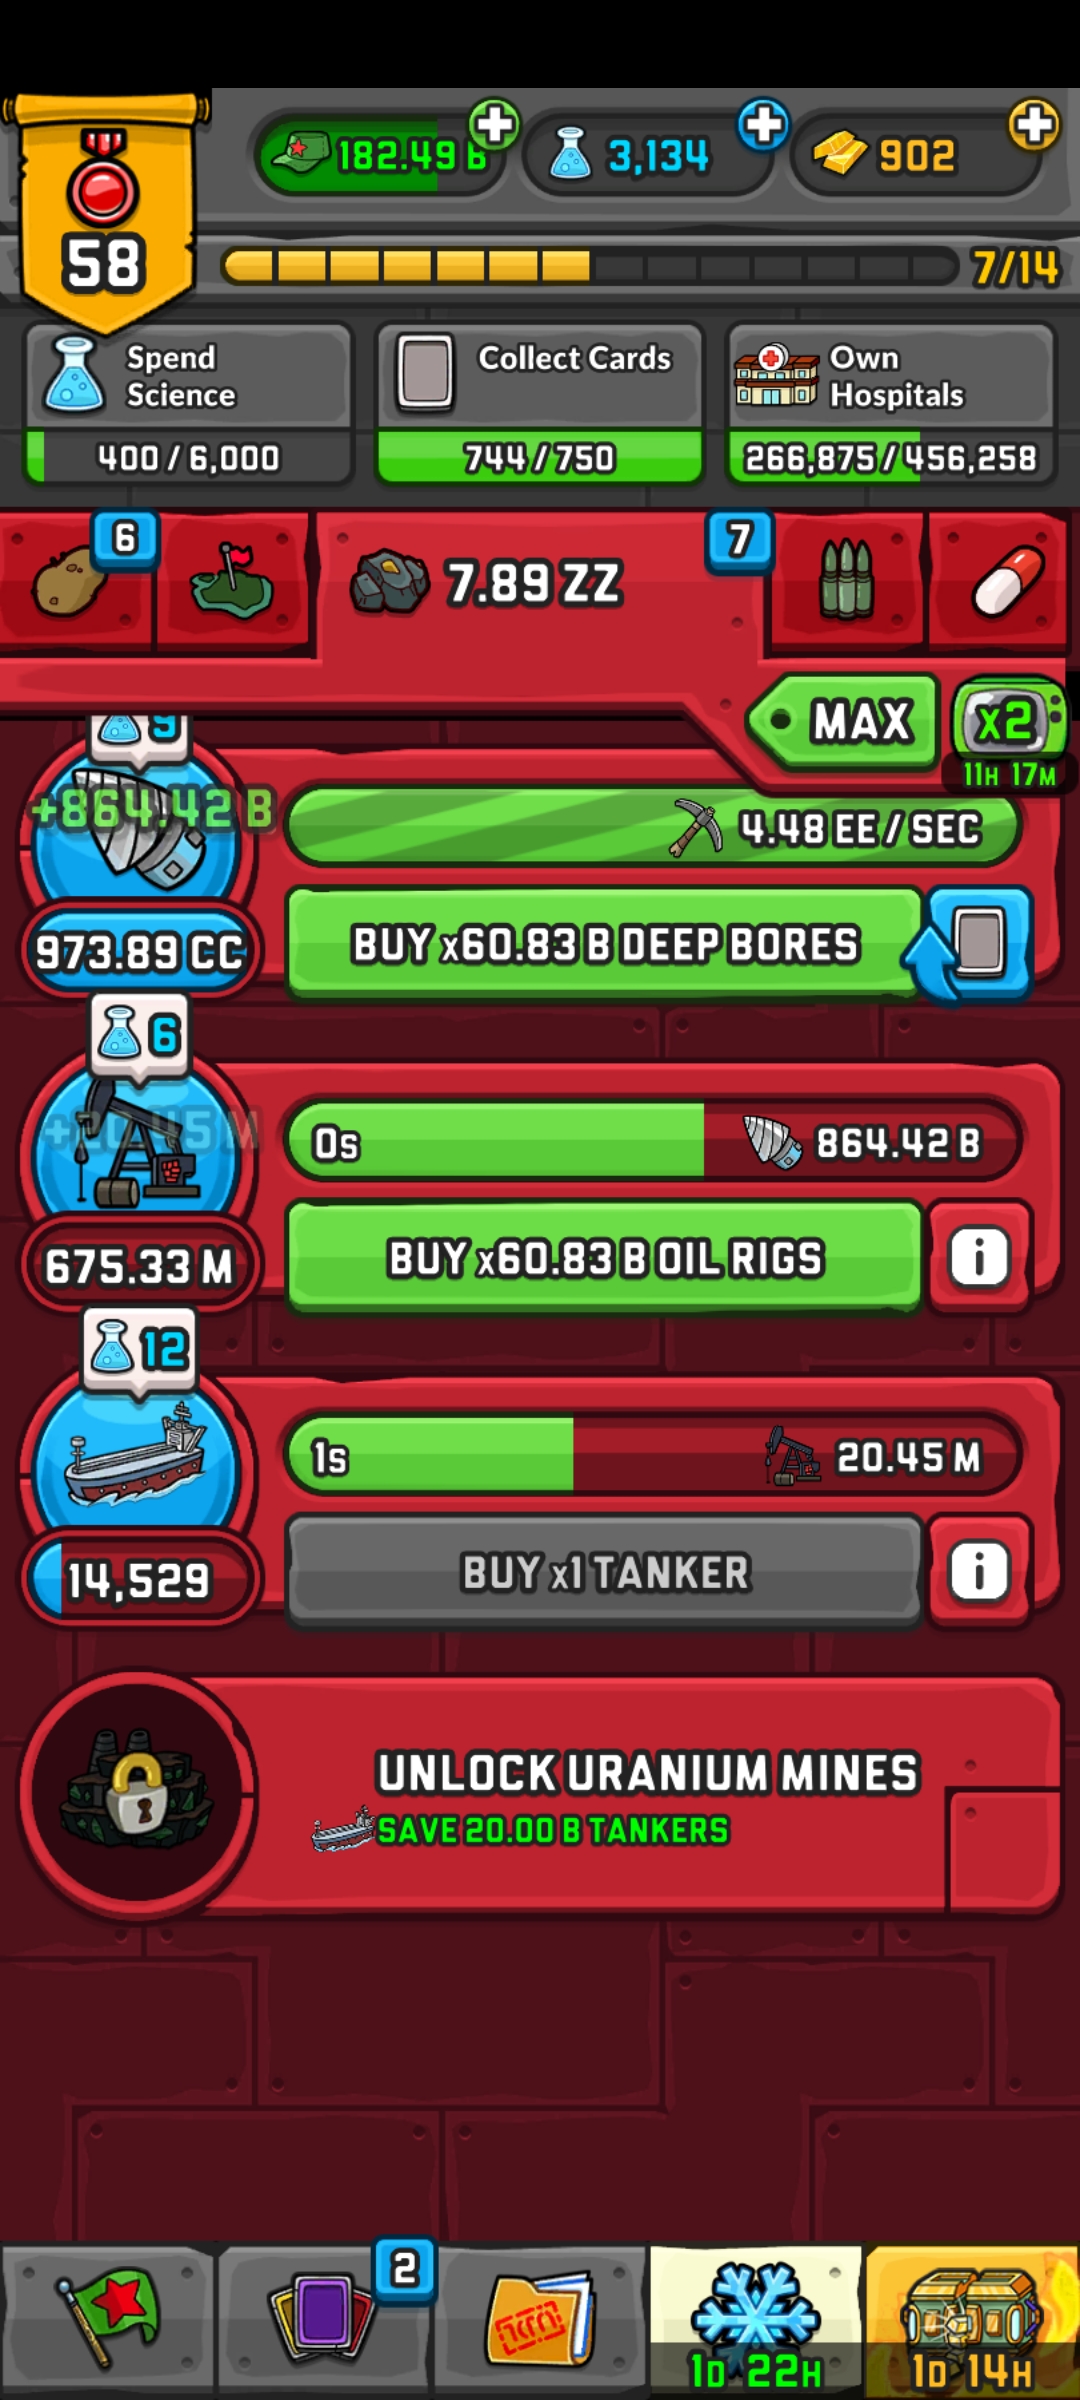 58
182.49 B
3,134
902
7/14
Spend
Science
400 / 6,000
Collect Cards
744 / 750
Own
Hospitals
266,875 / 456,258
6
7.89 ZZ
7
MAX
x2
11H 17M
9
+864.42 B
4.48 EE / SEC
973.89 CC
BUY x60.83 B DEEP BORES
6
+20.45 M
0s
864.42 B
675.33 M
BUY x60.83 B OIL RIGS
i
12
1s
20.45 M
14,529
BUY x1 TANKER
i
UNLOCK URANIUM MINES
SAVE 20.00 B TANKERS
2
1D 22H
1D 14H